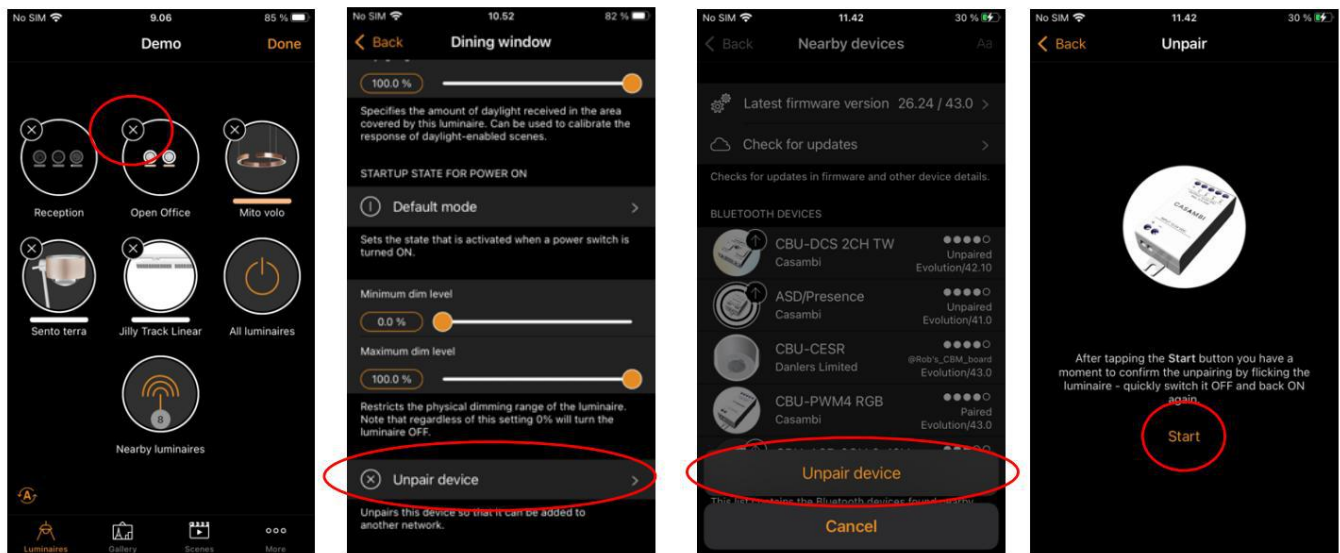 No SIM 9.06 85 %
Demo Done
Reception Open Office Mito volo
Sento terra Jilly Track Linear All luminaires
8
Nearby luminaires
A
Luminaires Gallery Scenes More
No SIM 10.52 82 %
Back Dining window
100.0 %
Specifies the amount of daylight received in the area
covered by this luminaire. Can be used to calibrate the
response of daylight-enabled scenes.
STARTUP STATE FOR POWER ON
Default mode
Sets the state that is activated when a power switch is
turned ON.
Minimum dim level
0.0 %
Maximum dim level
100.0 %
Restricts the physical dimming range of the luminaire.
Note that regardless of this setting 0% will turn the
luminaire OFF.
Unpair device
Unpairs this device so that it can be added to
another network.
No SIM 11.42 30 %
Back Nearby devices Aa
Latest firmware version 26.24 / 43.0
Check for updates
Checks for updates in firmware and other device details.
BLUETOOTH DEVICES
CBU-DCS 2CH TW
Casambi Unpaired
Evolution/42.10
ASD/Presence
Casambi Unpaired
Evolution/41.0
CBU-CESR
Danlers Limited @Rob's_CBM_board
Evolution/43.0
CBU-PWM4 RGB
Casambi Paired
Evolution/43.0
Unpair device
This list contains the Bluetooth devices found nearby
Cancel
No SIM 11.42 30 %
Back Unpair
CASAMBI
After tapping the Start button you have a
moment to confirm the unpairing by flicking the
luminaire - quickly switch it OFF and back ON
again.
Start